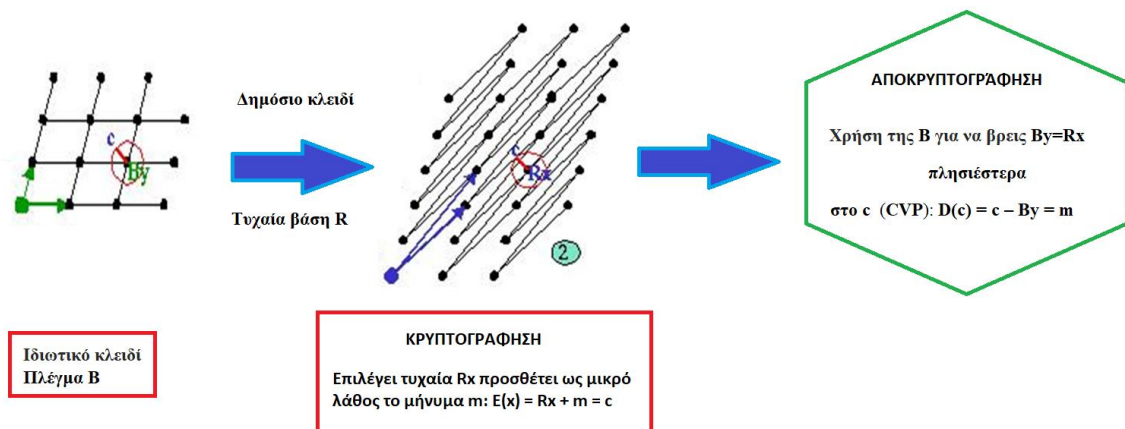 c
By
Ιδιωτικό κλειδί
Πλέγμα Β
Δημόσιο κλειδί
Τυχαία βάση R
c
Rx
2
ΚΡΥΠΤΟΓΡΑΦΗΣΗ
Επιλέγει τυχαία Rx προσθέτει ως μικρό
λάθος το μήνυμα m: E(x) = Rx + m = c
ΑΠΟΚΡΥΠΤΟΓΡΆΦΗΣΗ
Χρήση της Β για να βρεις By=Rx
πλησιέστερα
στο c (CVP): D(c) = c – By = m